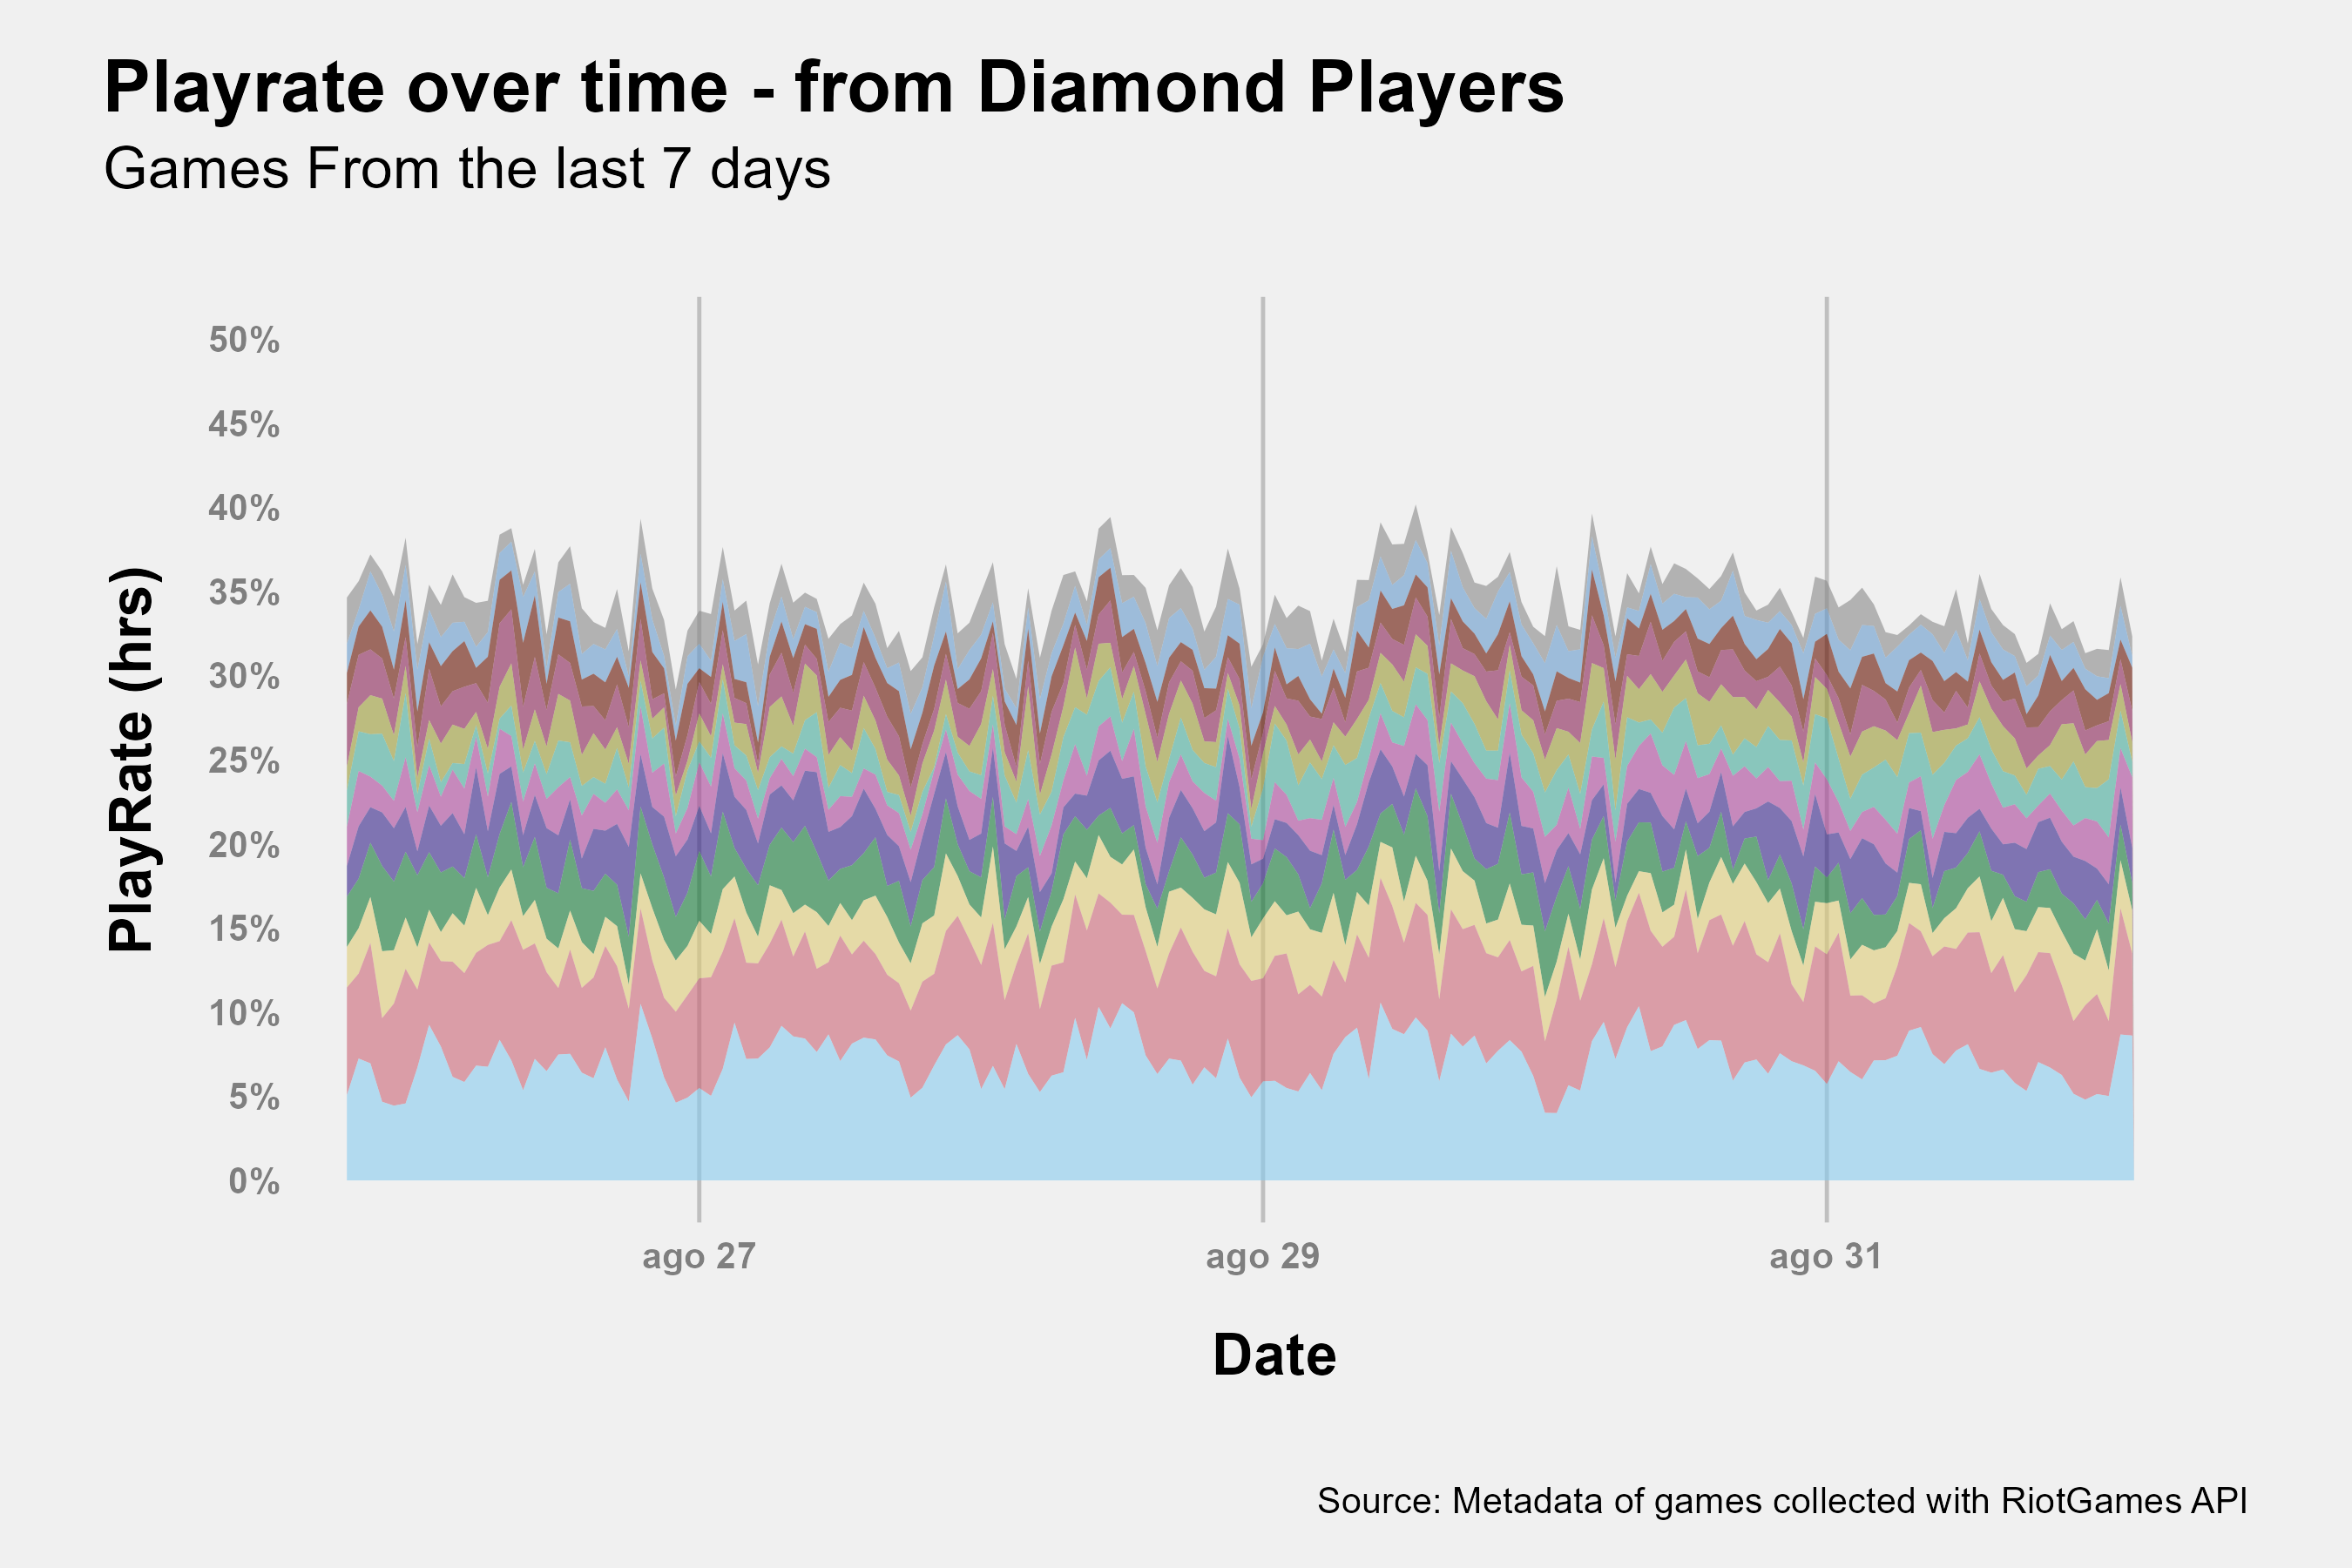 Playrate over time - from Diamond Players
Games From the last 7 days
50%
45%
40%
35%
30%
25%
20%
15%
10%
5%
0%
PlayRate (hrs)
ago 27
ago 29
ago 31
Date
Source: Metadata of games collected with RiotGames API